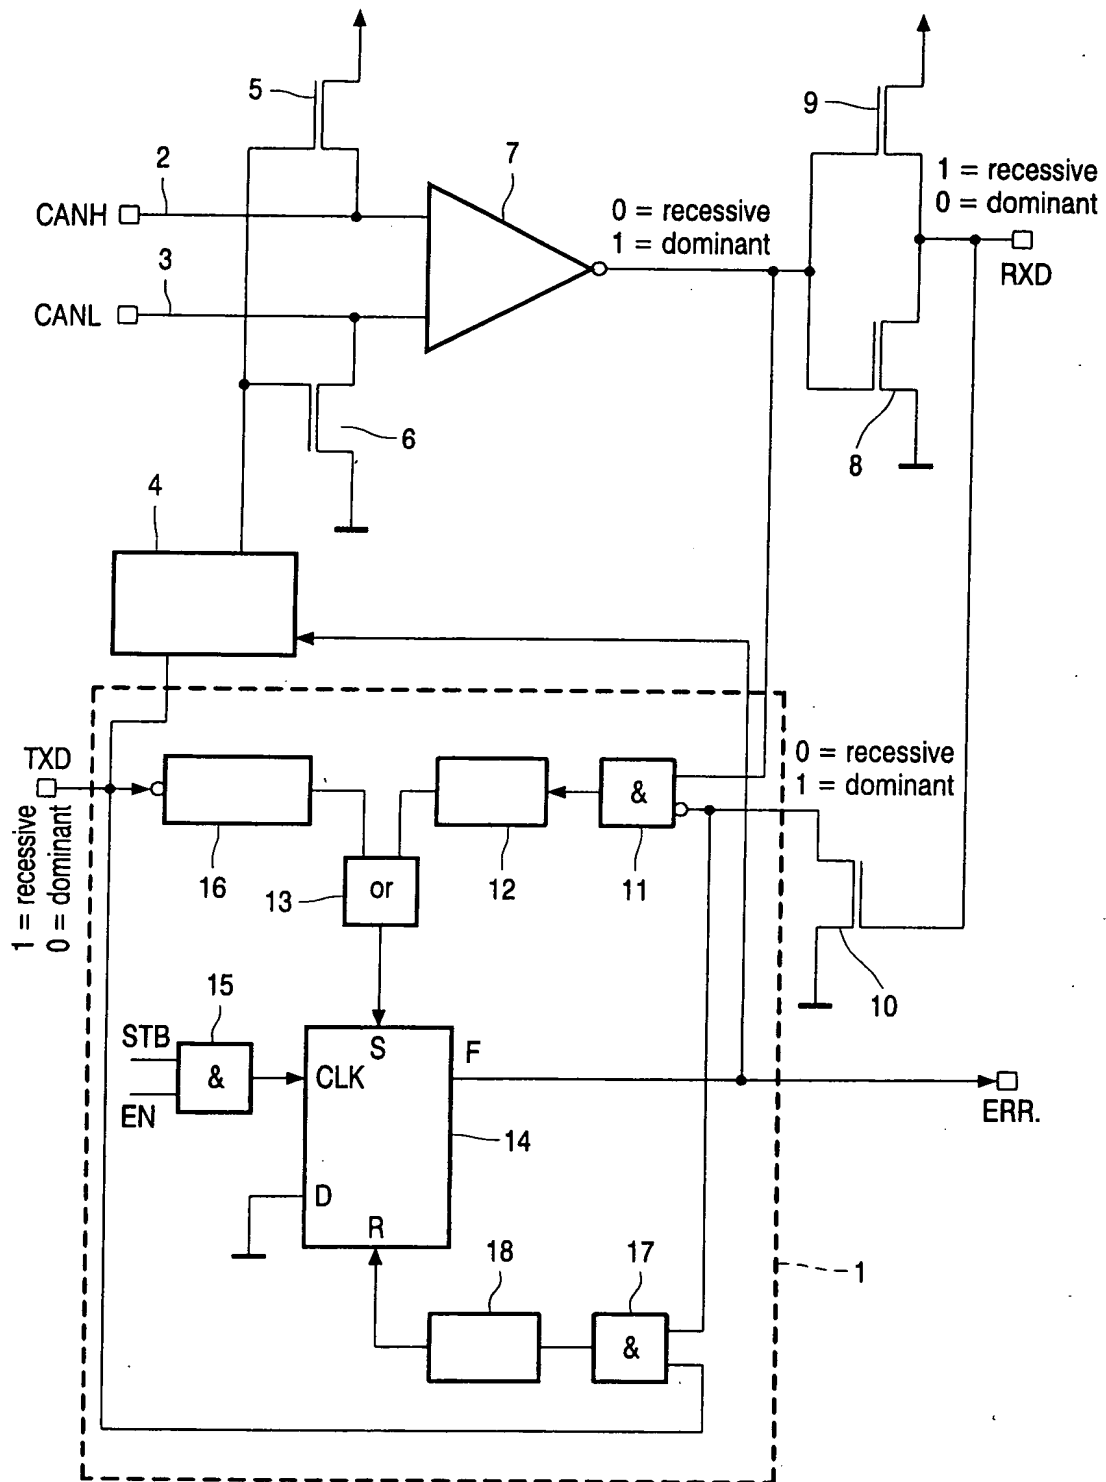 5
9
2
7
1 = recessive
0 = dominant
CANH
0 = recessive
1 = dominant
RXD
3
CANL
6
8
4
TXD
1 = recessive
0 = dominant
0 = recessive
1 = dominant
&
16
12
11
13
or
10
15
STB
EN
&
S
CLK
F
D
R
14
ERR.
18
17
&
1